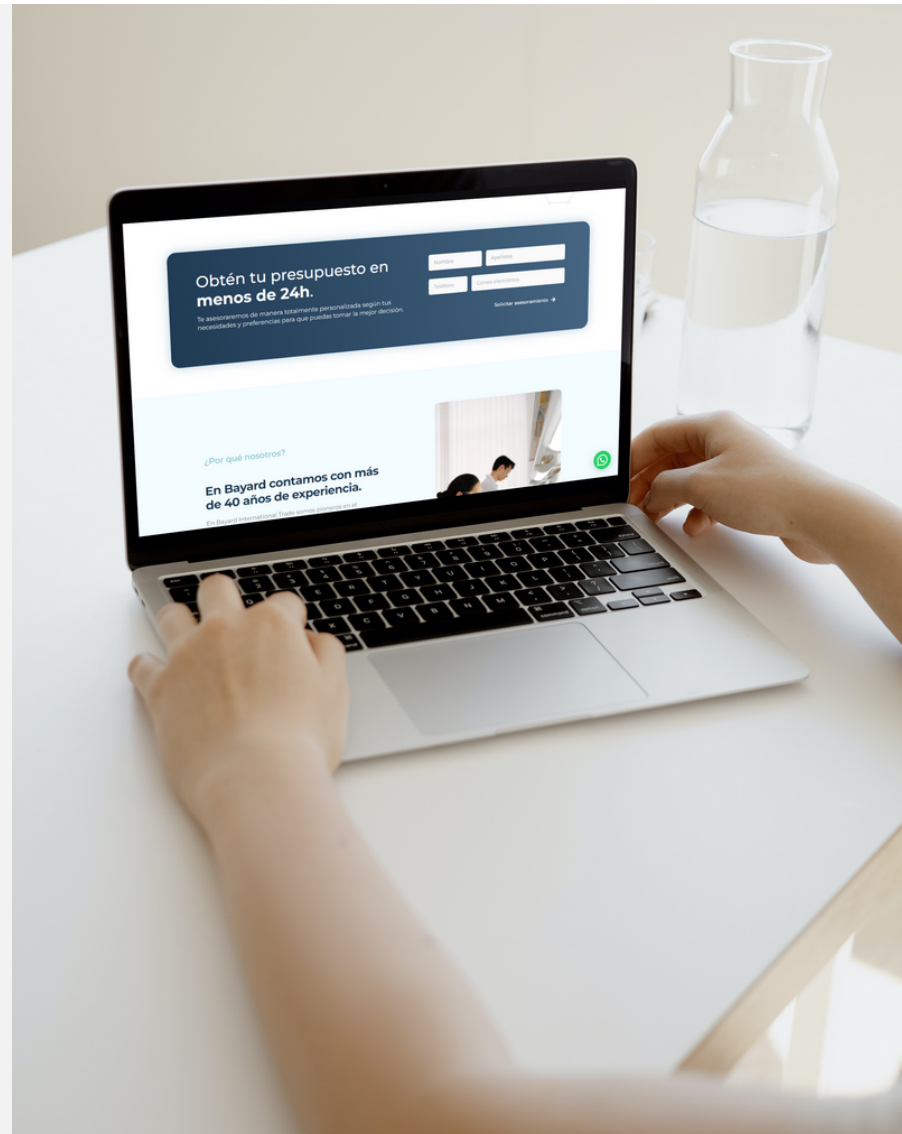 Obtén tu presupuesto en
menos de 24h.
Te asesoraremos de manera totalmente personalizada según tus
necesidades y preferencias para que puedas tomar la mejor decisión.
Nombre
Apellidos
Teléfono
Correo electrónico
Solicitar asesoramiento →
¿Por qué nosotros?
En Bayard contamos con más
de 40 años de experiencia.
En Bayard International Trade somos pioneros en el